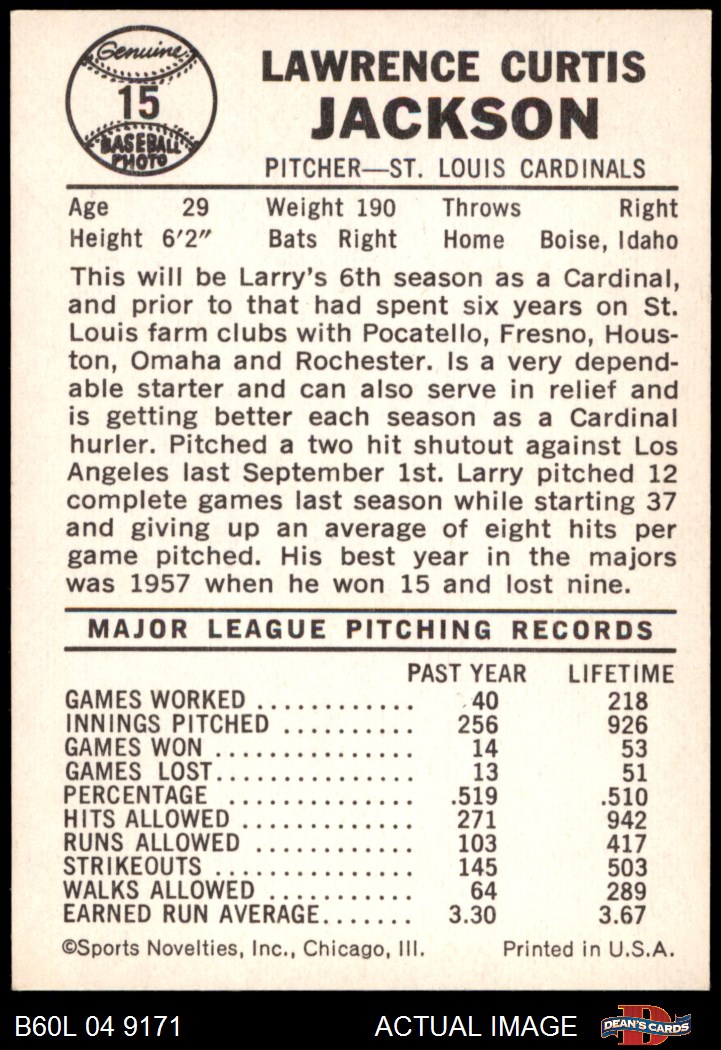 Genuine
15
BASEBALL
PHOTO
LAWRENCE CURTIS
JACKSON
PITCHER—ST. LOUIS CARDINALS
Age 29 Weight 190 Throws Right
Height 6'2" Bats Right Home Boise, Idaho
This will be Larry's 6th season as a Cardinal,
and prior to that had spent six years on St.
Louis farm clubs with Pocatello, Fresno, Hous-
ton, Omaha and Rochester. Is a very depend-
able starter and can also serve in relief and
is getting better each season as a Cardinal
hurler. Pitched a two hit shutout against Los
Angeles last September 1st. Larry pitched 12
complete games last season while starting 37
and giving up an average of eight hits per
game pitched. His best year in the majors
was 1957 when he won 15 and lost nine.
MAJOR LEAGUE PITCHING RECORDS
PAST YEAR LIFETIME
GAMES WORKED ............ 40 218
INNINGS PITCHED .......... 256 926
GAMES WON ............... 14 53
GAMES LOST............... 13 51
PERCENTAGE .............. .519 .510
HITS ALLOWED ............. 271 942
RUNS ALLOWED ............ 103 417
STRIKEOUTS ............... 145 503
WALKS ALLOWED ........... 64 289
EARNED RUN AVERAGE....... 3.30 3.67
©Sports Novelties, Inc., Chicago, Ill. Printed in U.S.A.
B60L 04 9171 ACTUAL IMAGE D DEAN'S CARDS